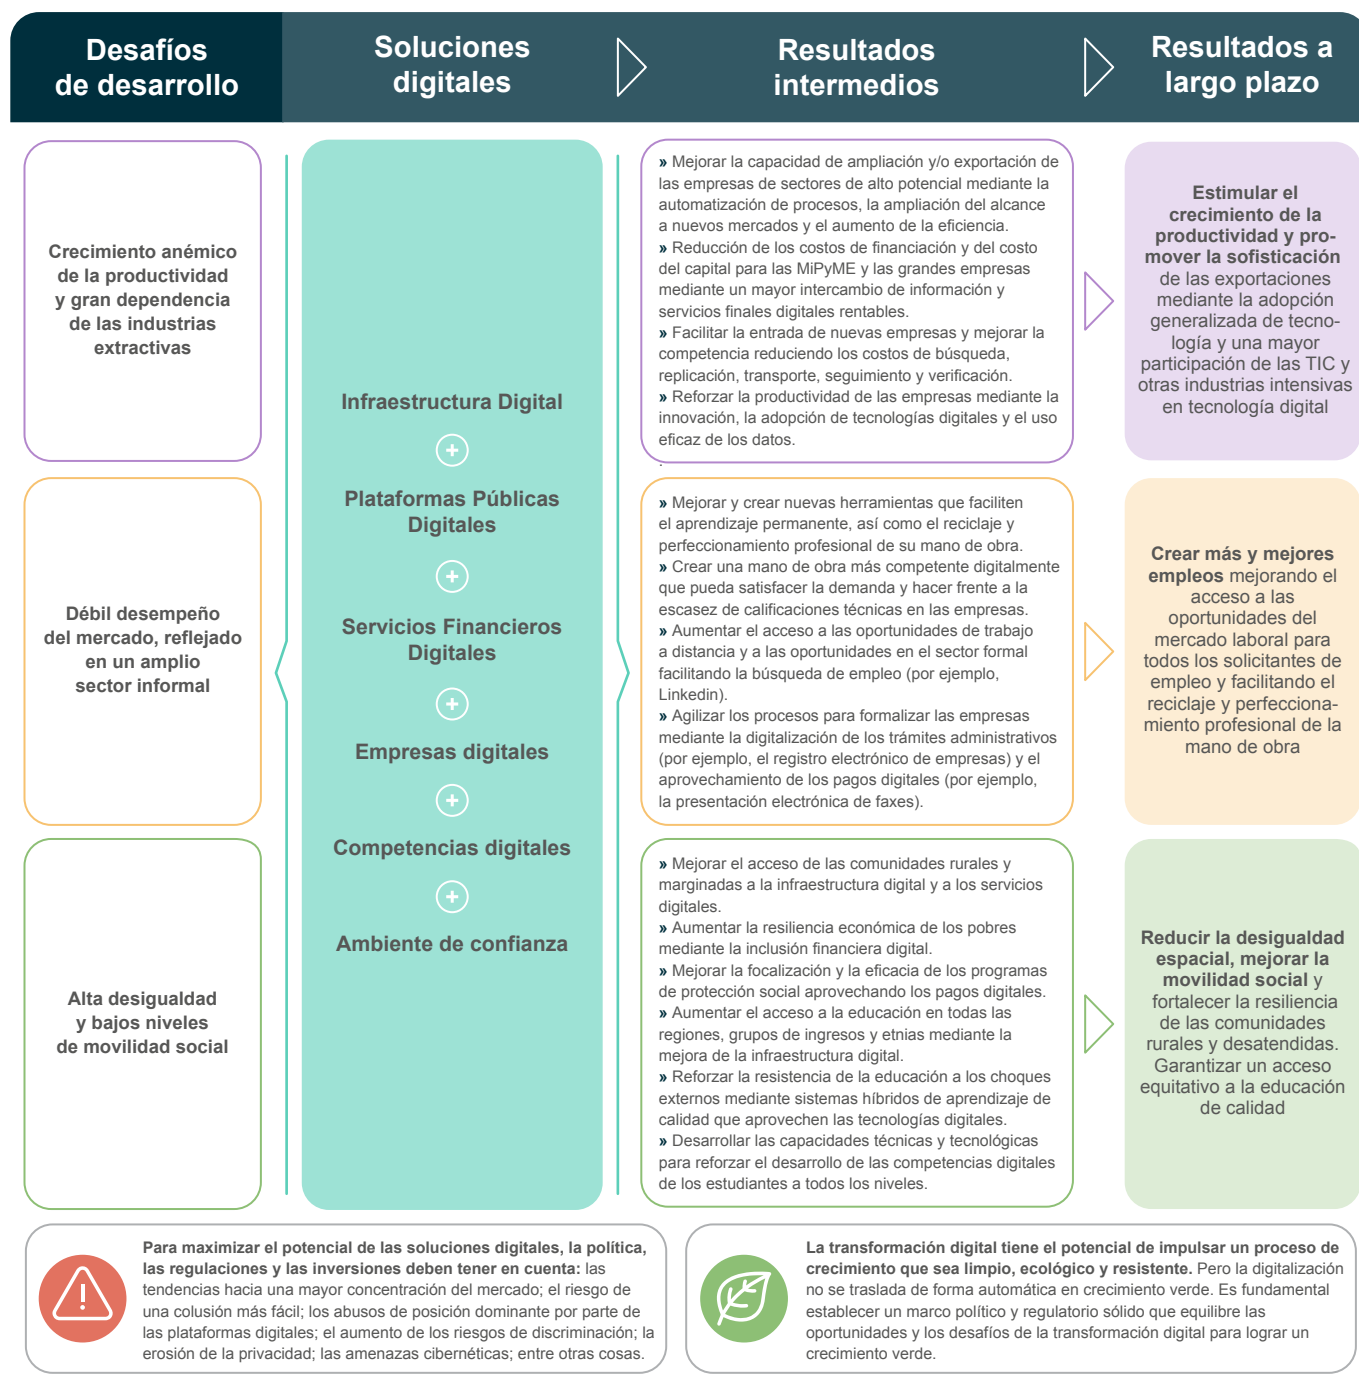 Desafíos
de desarrollo
Soluciones
digitales
Resultados
intermedios
Resultados a
largo plazo
Crecimiento anémico
de la productividad
y gran dependencia
de las industrias
extractivas
Débil desempeño
del mercado, reflejado
en un amplio
sector informal
Alta desigualdad
y bajos niveles
de movilidad social
Infraestructura Digital
+
Plataformas Públicas
Digitales
+
Servicios Financieros
Digitales
+
Empresas digitales
+
Competencias digitales
+
Ambiente de confianza
» Mejorar la capacidad de ampliación y/o exportación de
las empresas de sectores de alto potencial mediante la
automatización de procesos, la ampliación del alcance
a nuevos mercados y el aumento de la eficiencia.
» Reducción de los costos de financiación y del costo
del capital para las MiPyME y las grandes empresas
mediante un mayor intercambio de información y
servicios finales digitales rentables.
» Facilitar la entrada de nuevas empresas y mejorar la
competencia reduciendo los costos de búsqueda,
replicación, transporte, seguimiento y verificación.
» Reforzar la productividad de las empresas mediante la
innovación, la adopción de tecnologías digitales y el uso
eficaz de los datos.
.
» Mejorar y crear nuevas herramientas que faciliten
el aprendizaje permanente, así como el reciclaje y
perfeccionamiento profesional de su mano de obra.
» Crear una mano de obra más competente digitalmente
que pueda satisfacer la demanda y hacer frente a la
escasez de calificaciones técnicas en las empresas.
» Aumentar el acceso a las oportunidades de trabajo
a distancia y a las oportunidades en el sector formal
facilitando la búsqueda de empleo (por ejemplo,
Linkedin).
» Agilizar los procesos para formalizar las empresas
mediante la digitalización de los trámites administrativos
(por ejemplo, el registro electrónico de empresas) y el
aprovechamiento de los pagos digitales (por ejemplo,
la presentación electrónica de faxes).
» Mejorar el acceso de las comunidades rurales y
marginadas a la infraestructura digital y a los servicios
digitales.
» Aumentar la resiliencia económica de los pobres
mediante la inclusión financiera digital.
» Mejorar la focalización y la eficacia de los programas
de protección social aprovechando los pagos digitales.
» Aumentar el acceso a la educación en todas las
regiones, grupos de ingresos y etnias mediante la
mejora de la infraestructura digital.
» Reforzar la resistencia de la educación a los choques
externos mediante sistemas híbridos de aprendizaje de
calidad que aprovechen las tecnologías digitales.
» Desarrollar las capacidades técnicas y tecnológicas
para reforzar el desarrollo de las competencias digitales
de los estudiantes a todos los niveles.
Estimular el
crecimiento de la
productividad y pro-
mover la sofisticación
de las exportaciones
mediante la adopción
generalizada de tecno-
logía y una mayor
participación de las TIC y
otras industrias intensivas
en tecnología digital
Crear más y mejores
empleos mejorando el
acceso a las
oportunidades del
mercado laboral para
todos los solicitantes de
empleo y facilitando el
reciclaje y perfecciona-
miento profesional de la
mano de obra
Reducir la desigualdad
espacial, mejorar la
movilidad social y
fortalecer la resiliencia
de las comunidades
rurales y desatendidas.
Garantizar un acceso
equitativo a la educación
de calidad
Para maximizar el potencial de las soluciones digitales, la política,
las regulaciones y las inversiones deben tener en cuenta: las
tendencias hacia una mayor concentración del mercado; el riesgo de
una colusión más fácil; los abusos de posición dominante por parte de
las plataformas digitales; el aumento de los riesgos de discriminación; la
erosión de la privacidad; las amenazas cibernéticas; entre otras cosas.
La transformación digital tiene el potencial de impulsar un proceso de
crecimiento que sea limpio, ecológico y resistente. Pero la digitalización
no se traslada de forma automática en crecimiento verde. Es fundamental
establecer un marco político y regulatorio sólido que equilibre las
oportunidades y los desafíos de la transformación digital para lograr un
crecimiento verde.